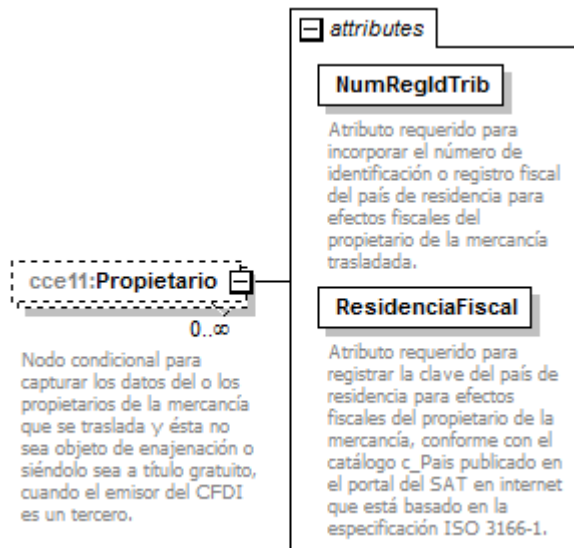 attributes
NumRegIdTrib
Atributo requerido para
incorporar el número de
identificación o registro fiscal
del país de residencia para
efectos fiscales del
propietario de la mercancía
trasladada.
cce11:Propietario
0..∞
Nodo condicional para
capturar los datos del o los
propietarios de la mercancía
que se traslada y ésta no
sea objeto de enajenación o
siéndolo sea a título gratuito,
cuando el emisor del CFDI
es un tercero.
ResidenciaFiscal
Atributo requerido para
registrar la clave del país de
residencia para efectos
fiscales del propietario de la
mercancía, conforme con el
catálogo c_Pais publicado en
el portal del SAT en internet
que está basado en la
especificación ISO 3166-1.